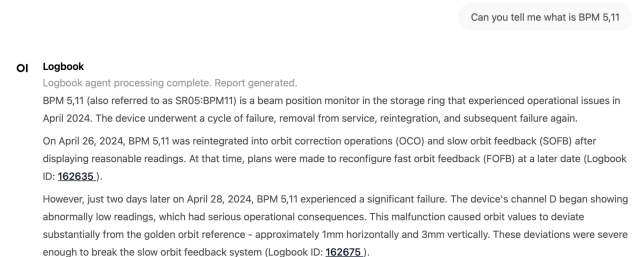 Can you tell me what is BPM 5,11
OI Logbook
Logbook agent processing complete. Report generated.
BPM 5,11 (also referred to as SR05:BPM11) is a beam position monitor in the storage ring that experienced operational issues in
April 2024. The device underwent a cycle of failure, removal from service, reintegration, and subsequent failure again.
On April 26, 2024, BPM 5,11 was reintegrated into orbit correction operations (OCO) and slow orbit feedback (SOFB) after
displaying reasonable readings. At that time, plans were made to reconfigure fast orbit feedback (FOFB) at a later date (Logbook
ID: 162635 ).
However, just two days later on April 28, 2024, BPM 5,11 experienced a significant failure. The device's channel D began showing
abnormally low readings, which had serious operational consequences. This malfunction caused orbit values to deviate
substantially from the golden orbit reference - approximately 1mm horizontally and 3mm vertically. These deviations were severe
enough to break the slow orbit feedback system (Logbook ID: 162675 ).